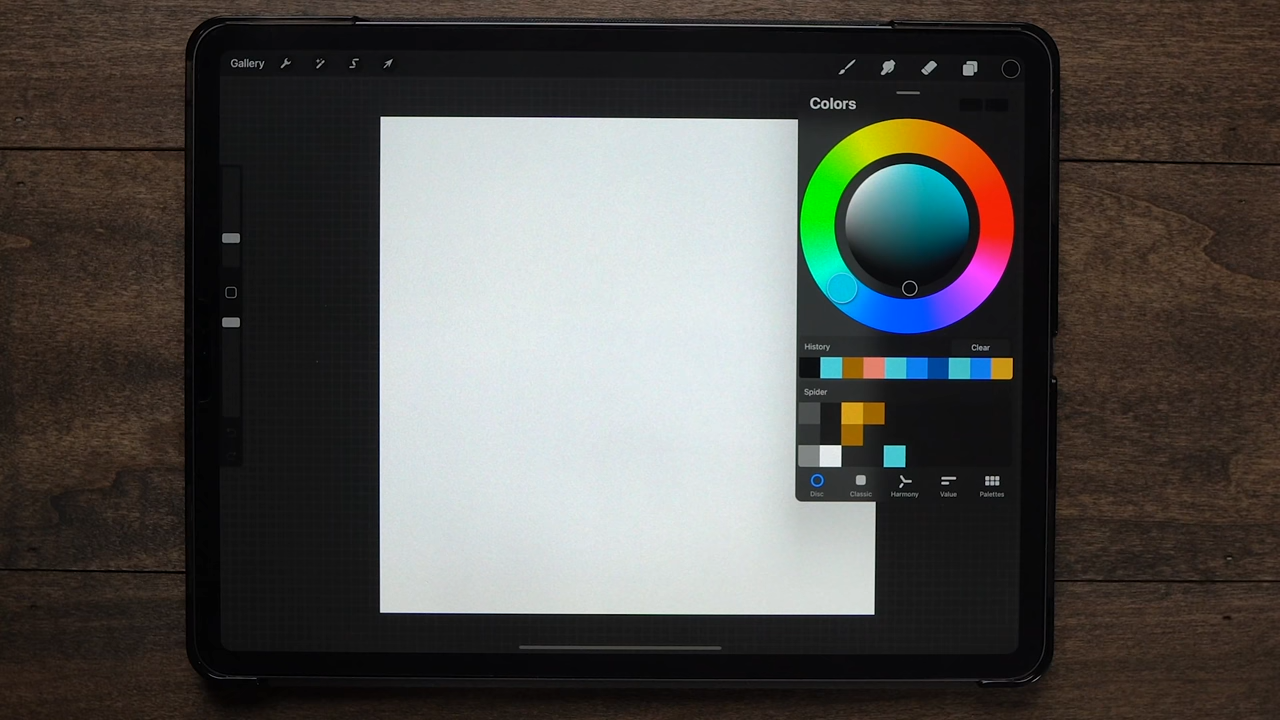 Gallery
Colors
History
Clear
Spider
Disc
Classic
Harmony
Value
Palettes